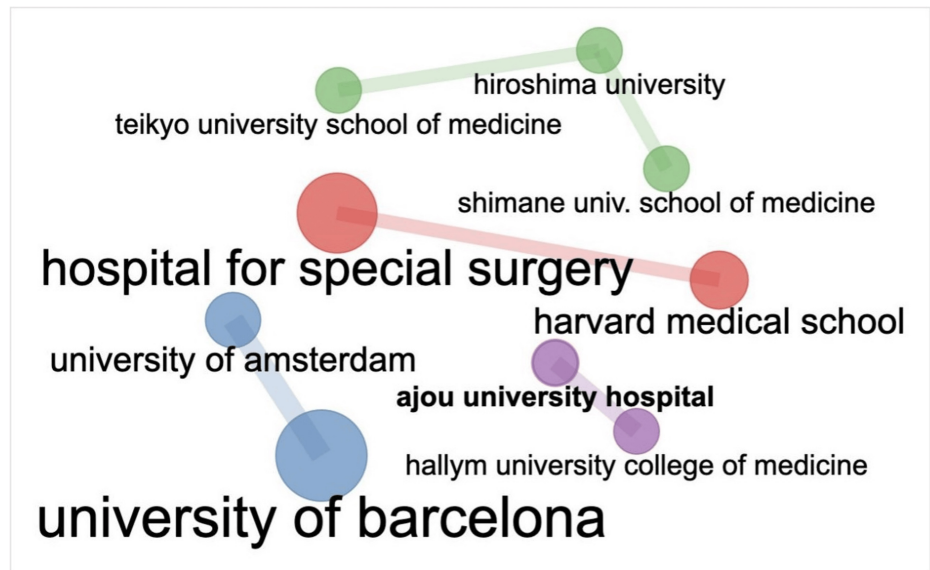 hiroshima university
teikyo university school of medicine
shimane univ. school of medicine
hospital for special surgery
harvard medical school
university of amsterdam
ajou university hospital
hallym university college of medicine
university of barcelona